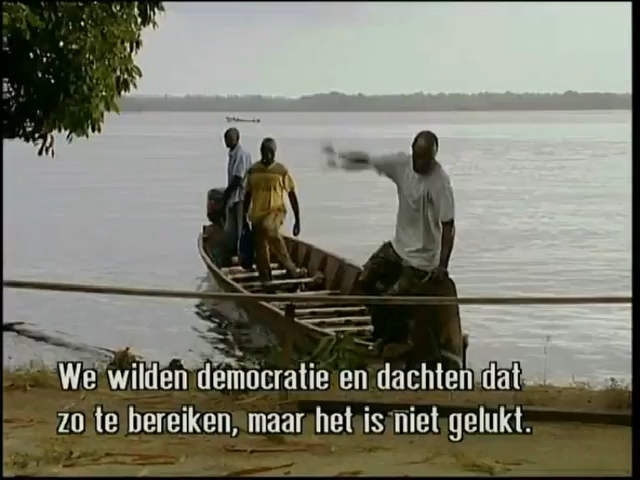 We wilden democratie en dachten dat
zo te bereiken, maar het is niet gelukt.